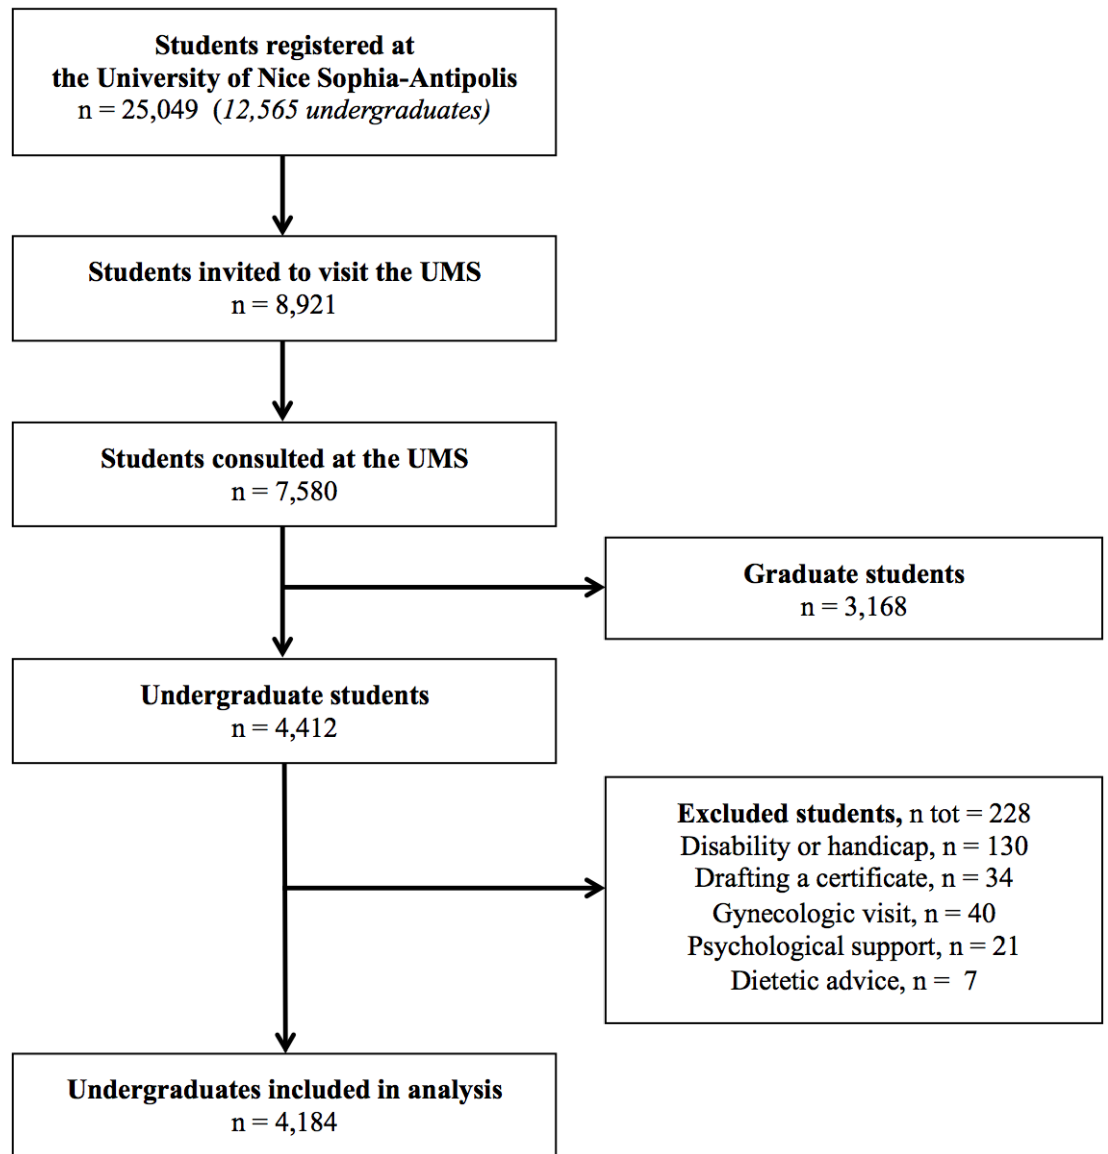 Students registered at
the University of Nice Sophia-Antipolis
n = 25,049 (12,565 undergraduates)
Students invited to visit the UMS
n = 8,921
Students consulted at the UMS
n = 7,580
Graduate students
n = 3,168
Undergraduate students
n = 4,412
Excluded students, n tot = 228
Disability or handicap, n = 130
Drafting a certificate, n = 34
Gynecologic visit, n = 40
Psychological support, n = 21
Dietetic advice, n = 7
Undergraduates included in analysis
n = 4,184